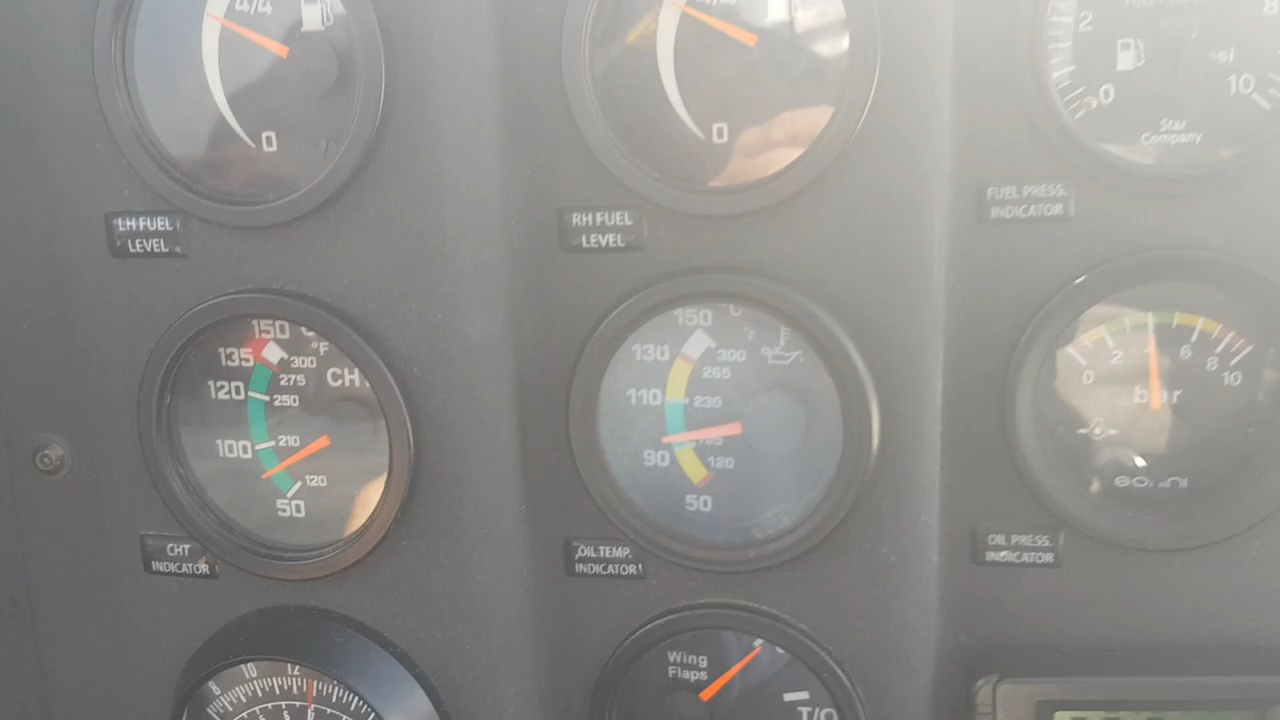 4/4
0
LH FUEL
LEVEL
0
RH FUEL
LEVEL
2
0
psi
10
8
Star
Company
FUEL PRESS.
INDICATOR
150
°F
135
300
CH
275
120
250
100
210
120
50
CHT
INDICATOR
150
°F
130
300
265
110
230
90
120
50
OIL TEMP.
INDICATOR
0
2
6
8
10
bar
OIL PRESS.
INDICATOR
8
10
12
Wing
Flaps
T/O